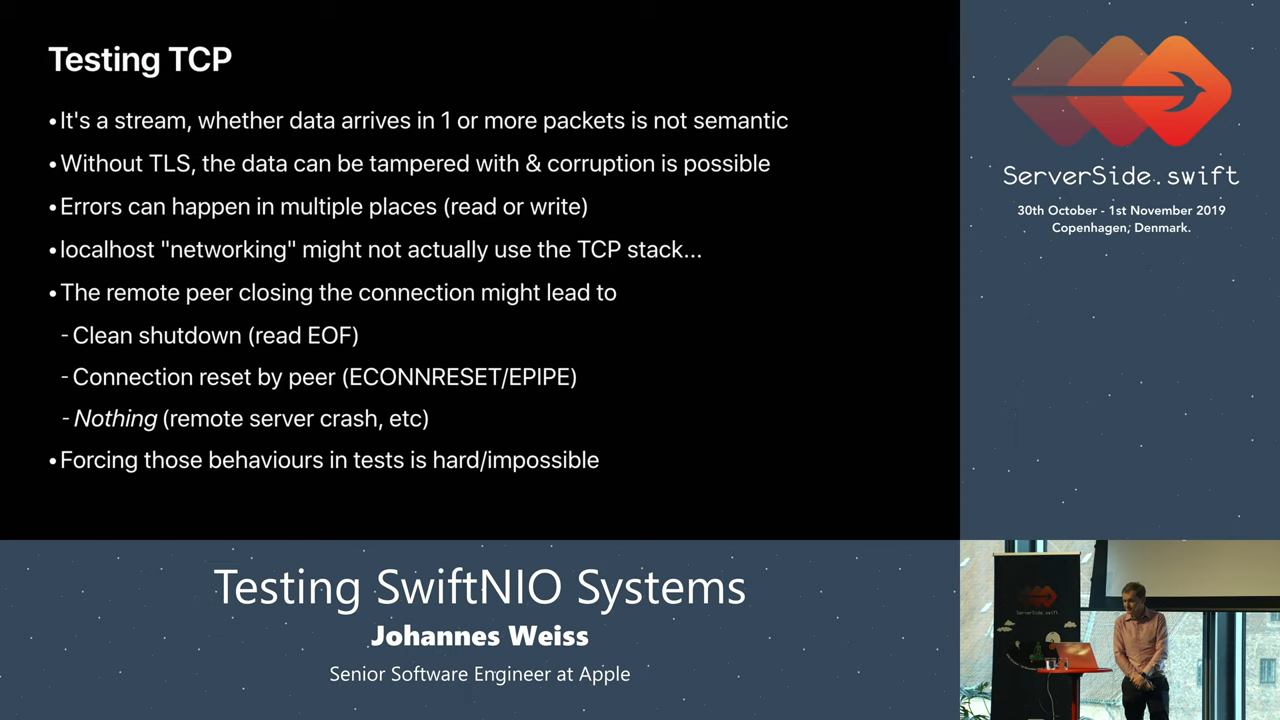 Testing TCP
•It's a stream, whether data arrives in 1 or more packets is not semantic
•Without TLS, the data can be tampered with & corruption is possible
•Errors can happen in multiple places (read or write)
•localhost "networking" might not actually use the TCP stack...
•The remote peer closing the connection might lead to
- Clean shutdown (read EOF)
- Connection reset by peer (ECONNRESET/EPIPE)
- Nothing (remote server crash, etc)
•Forcing those behaviours in tests is hard/impossible
ServerSide.swift
30th October - 1st November 2019
Copenhagen, Denmark.
Testing SwiftNIO Systems
Johannes Weiss
Senior Software Engineer at Apple
ServerSide.swift